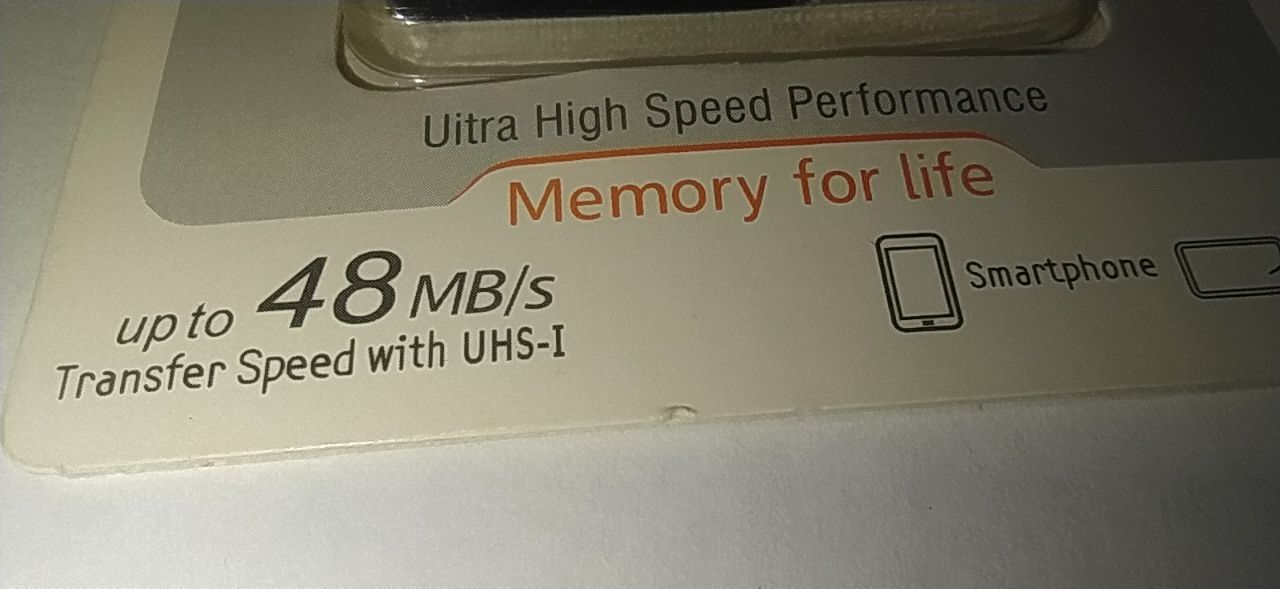 Uitra High Speed Performance
Memory for life
up to 48 MB/s
Transfer Speed with UHS-I
Smartphone